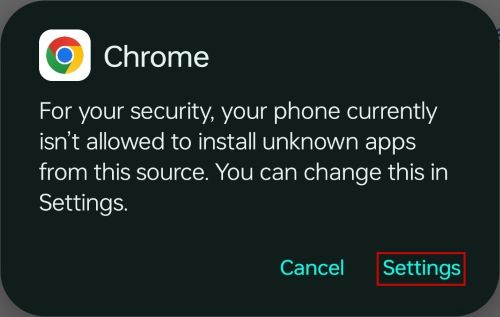 Chrome
For your security, your phone currently
isn’t allowed to install unknown apps
from this source. You can change this in
Settings.
Cancel
Settings